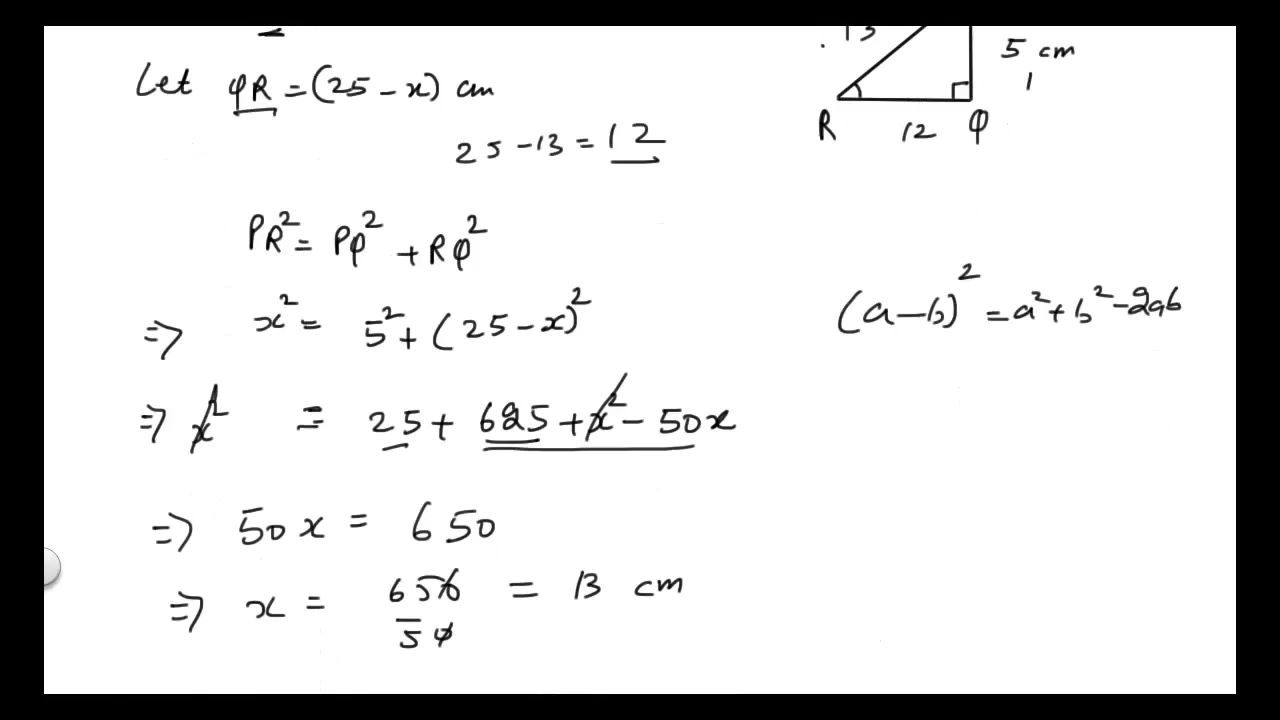 Let QR = (25 - x) cm
25 - 13 = 12
13
5 cm
R 12 Q
PR² = PQ² + RQ²
⇒ x² = 5² + (25 - x)²
(a - b)² = a² + b² - 2ab
⇒ x² = 25 + 625 + x² - 50x
⇒ 50x = 650
⇒ x = 650/50 = 13 cm